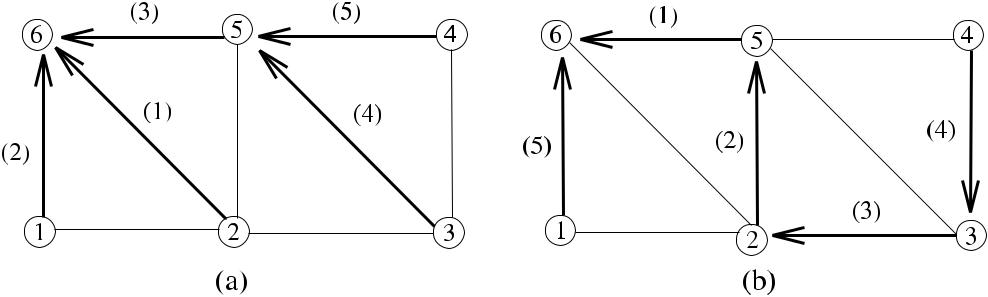 (3) (5) (1)
6 5 4 6 5 4
(1) (4) (2) (4)
(2) (5)
(3)
1 2 3 1 2 3
(a) (b)